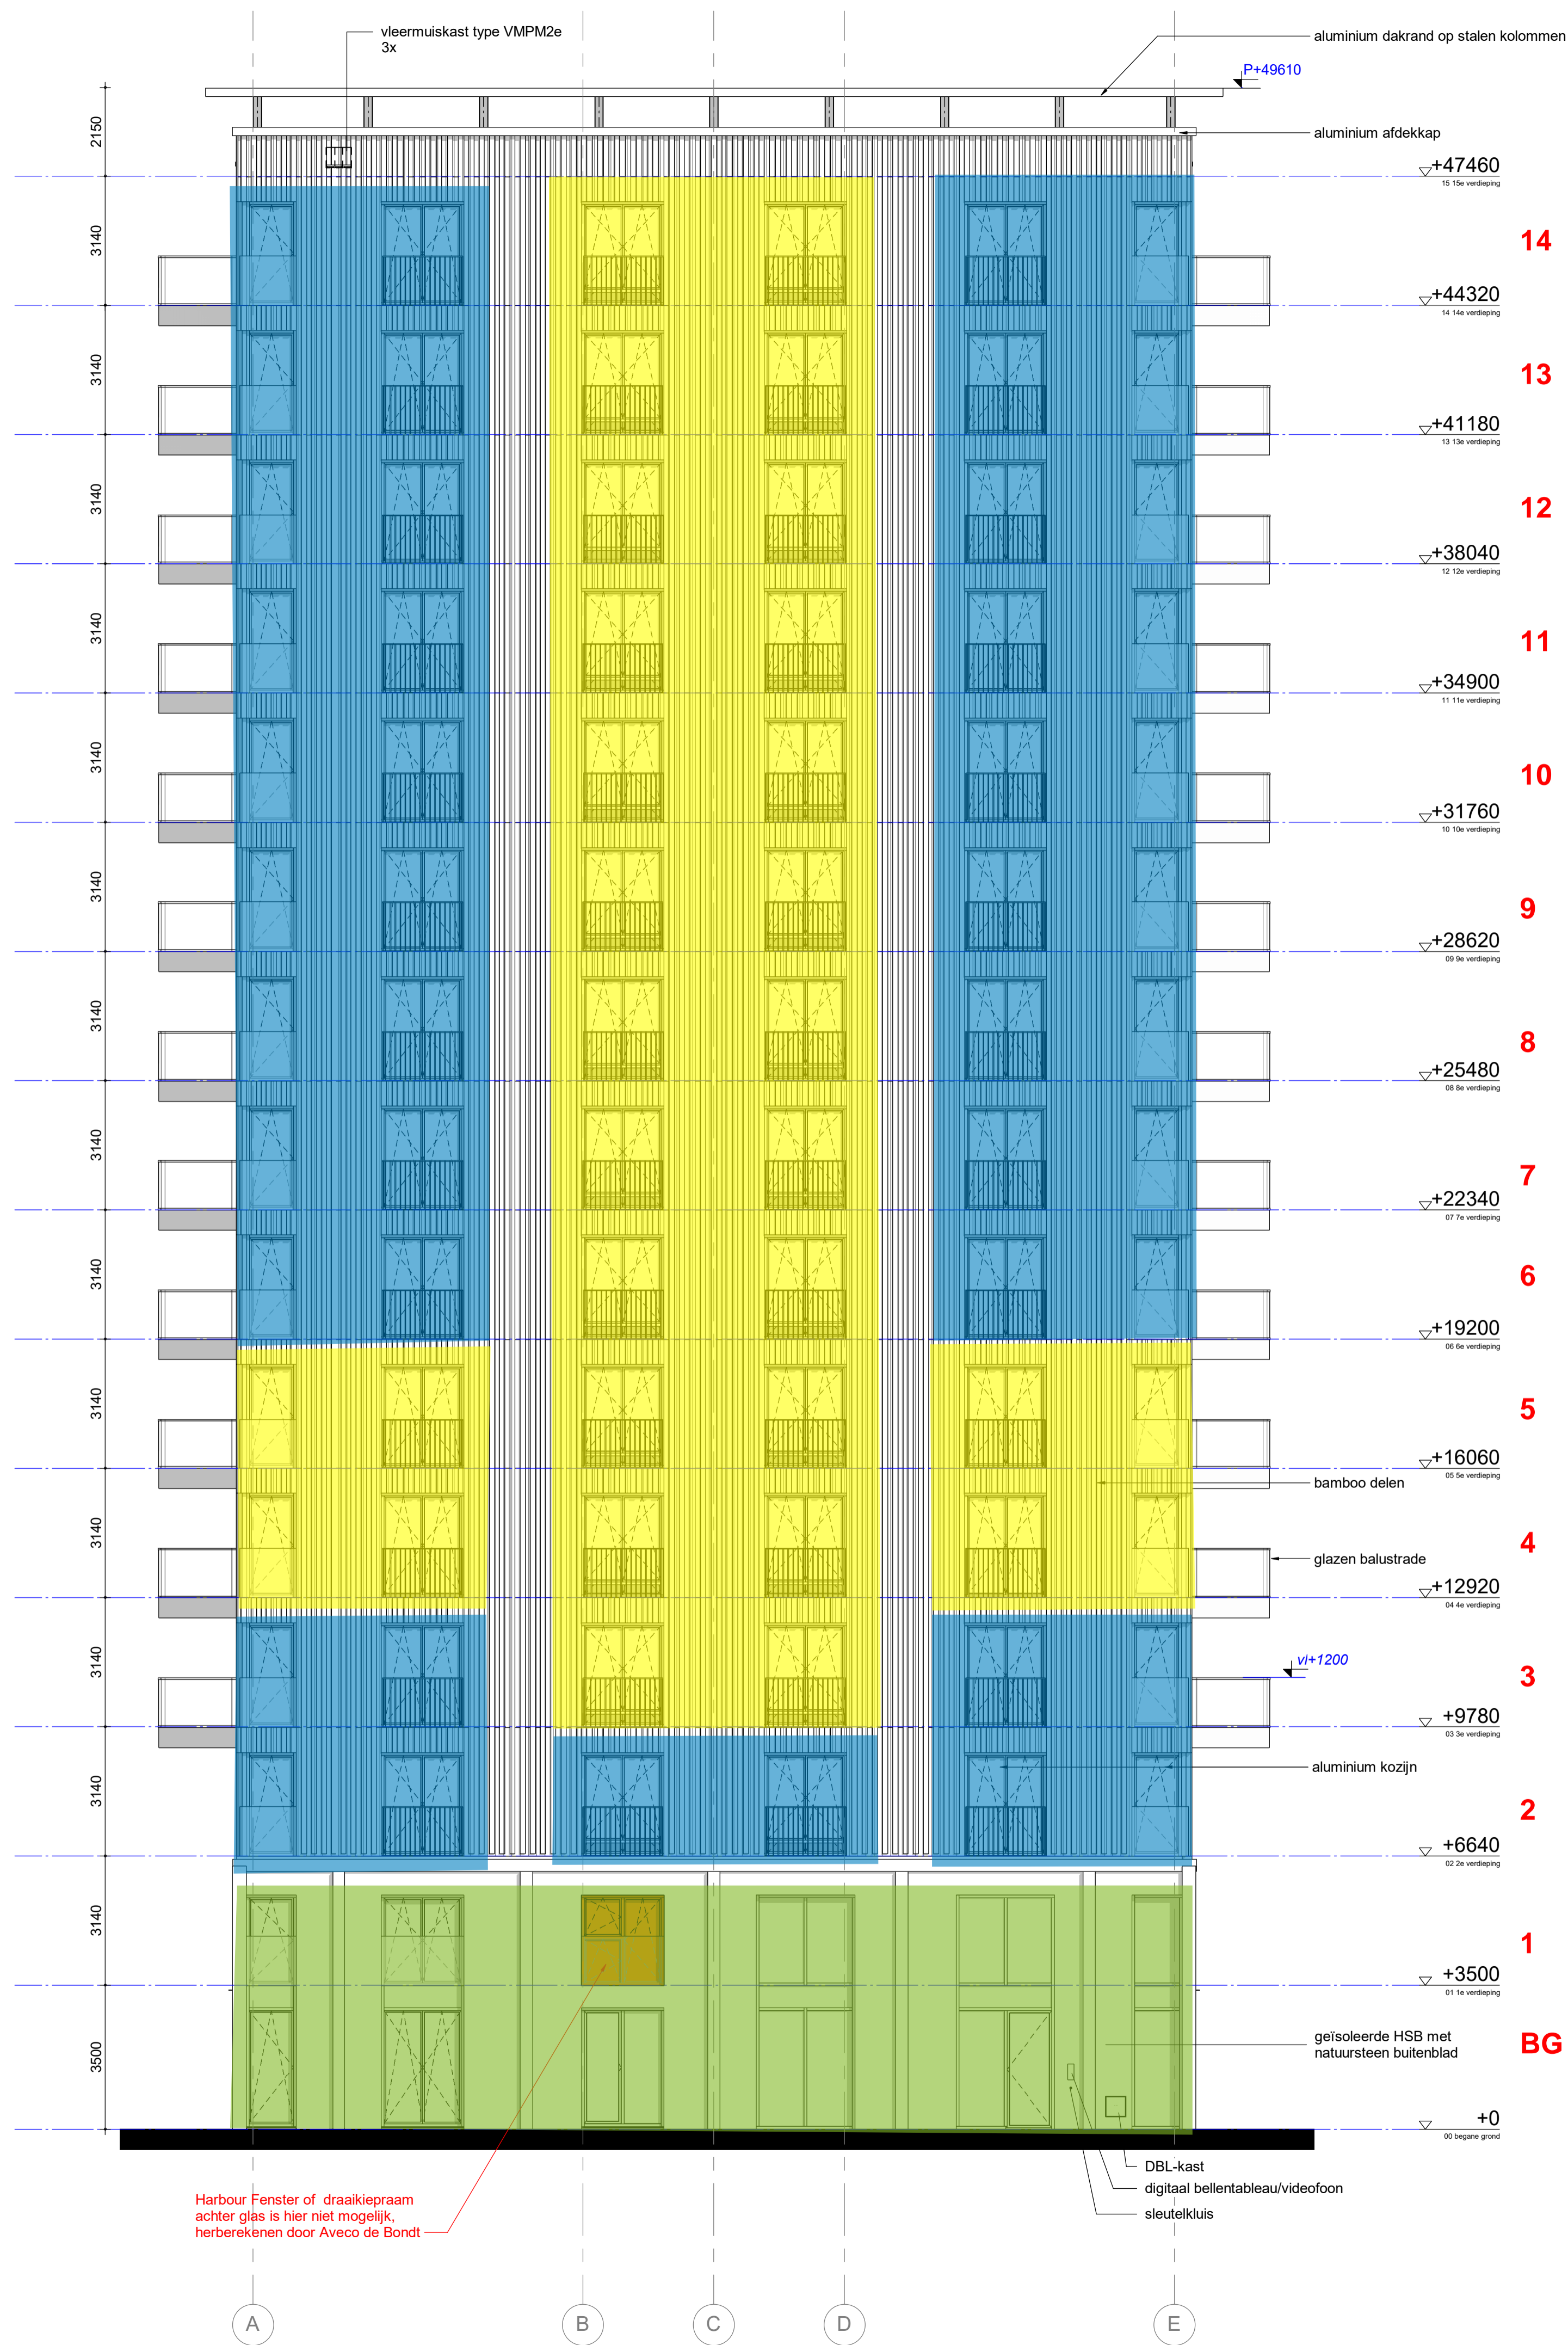 vleermuiskast type VMPM2e
3x
aluminium dakrand op stalen kolommen
P+49610
2150
aluminium afdekkap
+47460
15 15e verdieping
3140
14
+44320
14 14e verdieping
3140
13
+41180
13 13e verdieping
3140
12
+38040
12 12e verdieping
3140
11
+34900
11 11e verdieping
3140
10
+31760
10 10e verdieping
3140
9
+28620
09 9e verdieping
3140
8
+25480
08 8e verdieping
3140
7
+22340
07 7e verdieping
3140
6
+19200
06 6e verdieping
3140
5
+16060
05 5e verdieping
bamboo delen
3140
4
glazen balustrade
+12920
04 4e verdieping
3140
vl+1200
3
+9780
03 3e verdieping
aluminium kozijn
3140
2
+6640
02 2e verdieping
3140
1
+3500
01 1e verdieping
3500
geïsoleerde HSB met
natuursteen buitenblad
BG
+0
00 begane grond
DBL-kast
digitaal bellentableau/videofoon
sleutelkluis
Harbour Fenster of  draaikiepraam
achter glas is hier niet mogelijk,
herberekenen door Aveco de Bondt
A
B
C
D
E